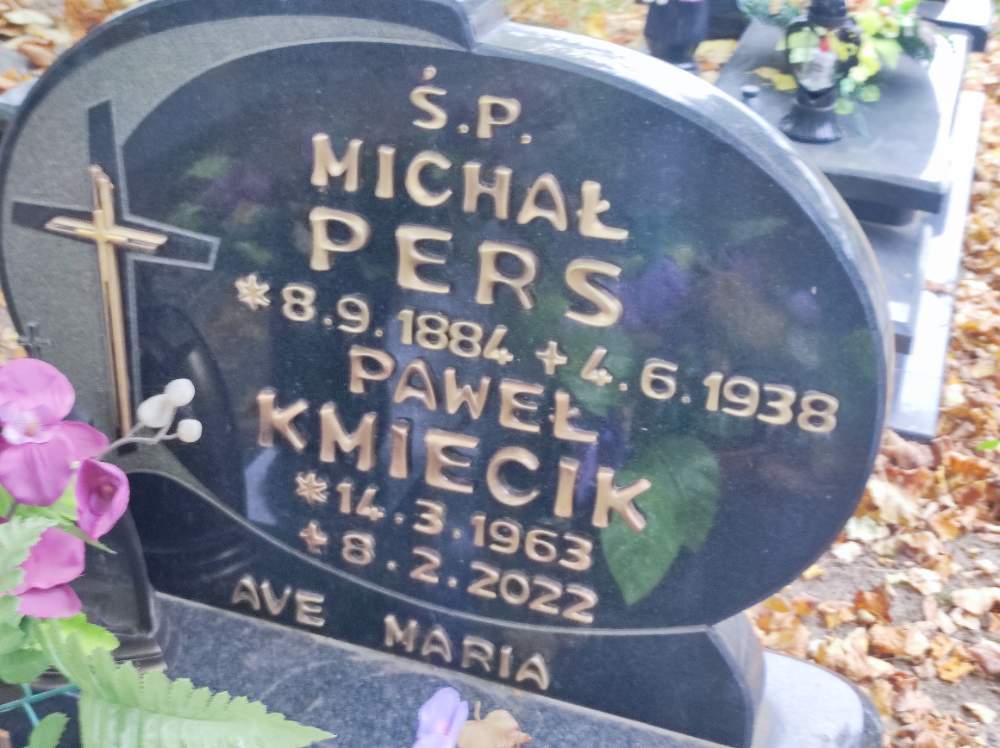 Ś.P.
MICHAŁ
PERS
*8.9.1884 +4.6.1938
PAWEŁ
KMIECIK
*14.3.1963
+8.2.2022
AVE MARIA